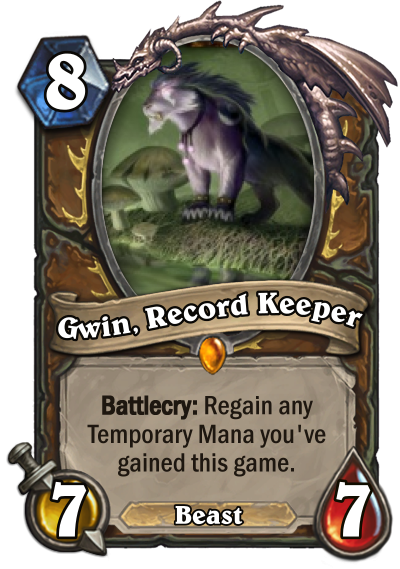 8
Gwin, Record Keeper
Battlecry: Regain any
Temporary Mana you've
gained this game.
7
Beast
7